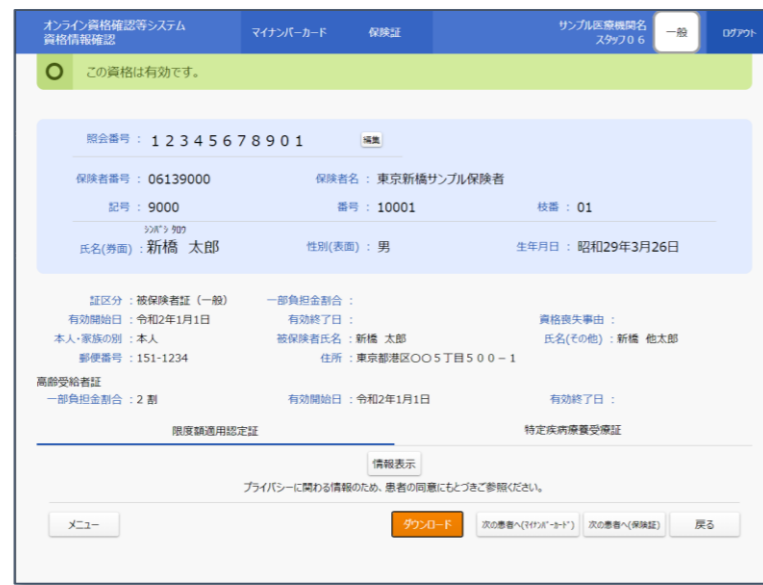 オンライン資格確認等システム
資格情報確認
マイナンバーカード 保険証
サンプル医療機関名
スタッフ06
一般
ログアウト
この資格は有効です。
照会番号 : 12345678901 編集
保険者番号 : 06139000 保険者名 : 東京新橋サンプル保険者
記号 : 9000 番号 : 10001 枝番 : 01
シンバシ タロウ
氏名(券面) : 新橋 太郎 性別(表面) : 男 生年月日 : 昭和29年3月26日
証区分 : 被保険者証(一般) 一部負担金割合 :
有効開始日 : 令和2年1月1日 有効終了日 : 資格喪失事由 :
本人・家族の別 : 本人 被保険者氏名 : 新橋 太郎 氏名(その他) : 新橋 他太郎
郵便番号 : 151-1234 住所 : 東京都港区〇〇5丁目500-1
高齢受給者証
一部負担金割合 : 2割 有効開始日 : 令和2年1月1日 有効終了日 :
限度額適用認定証 特定疾病療養受療証
情報表示
プライバシーに関わる情報のため、患者の同意にもとづきご参照ください。
メニュー ダウンロード 次の患者へ(マイナンバーカード) 次の患者へ(保険証) 戻る